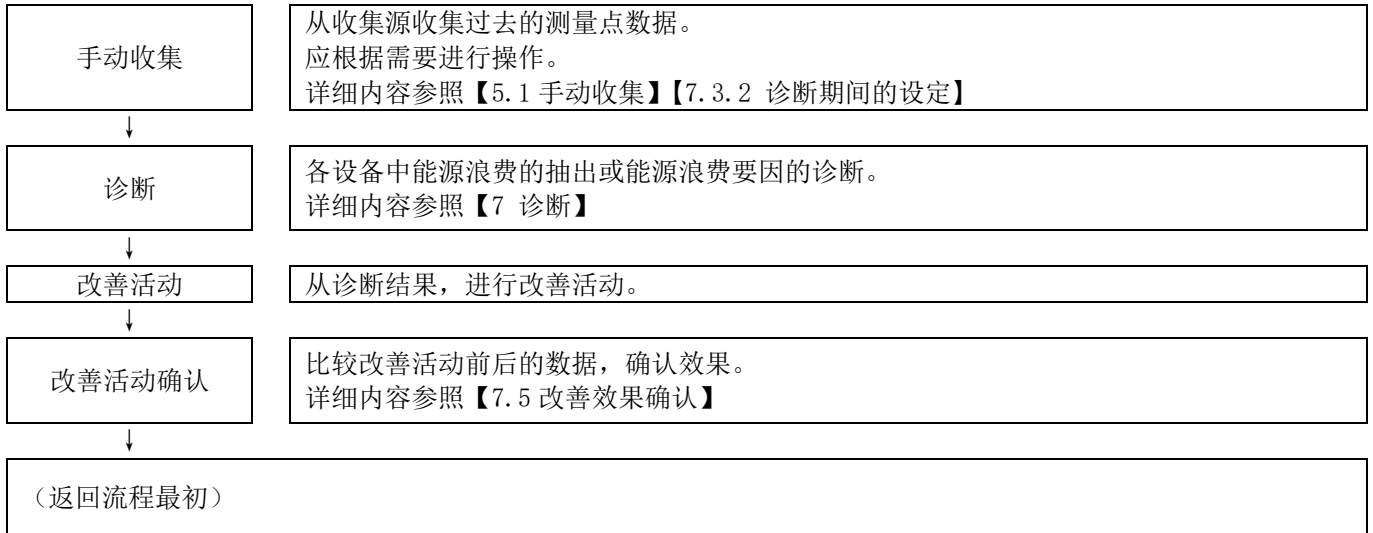 手动收集
从收集源收集过去的测量点数据。
应根据需要进行操作。
详细内容参照【5.1 手动收集】【7.3.2 诊断期间的设定】
↓
诊断
各设备中能源浪费的抽出或能源浪费要因的诊断。
详细内容参照【7 诊断】
↓
改善活动
从诊断结果，进行改善活动。
↓
改善活动确认
比较改善活动前后的数据，确认效果。
详细内容参照【7.5 改善效果确认】
↓
（返回流程最初）